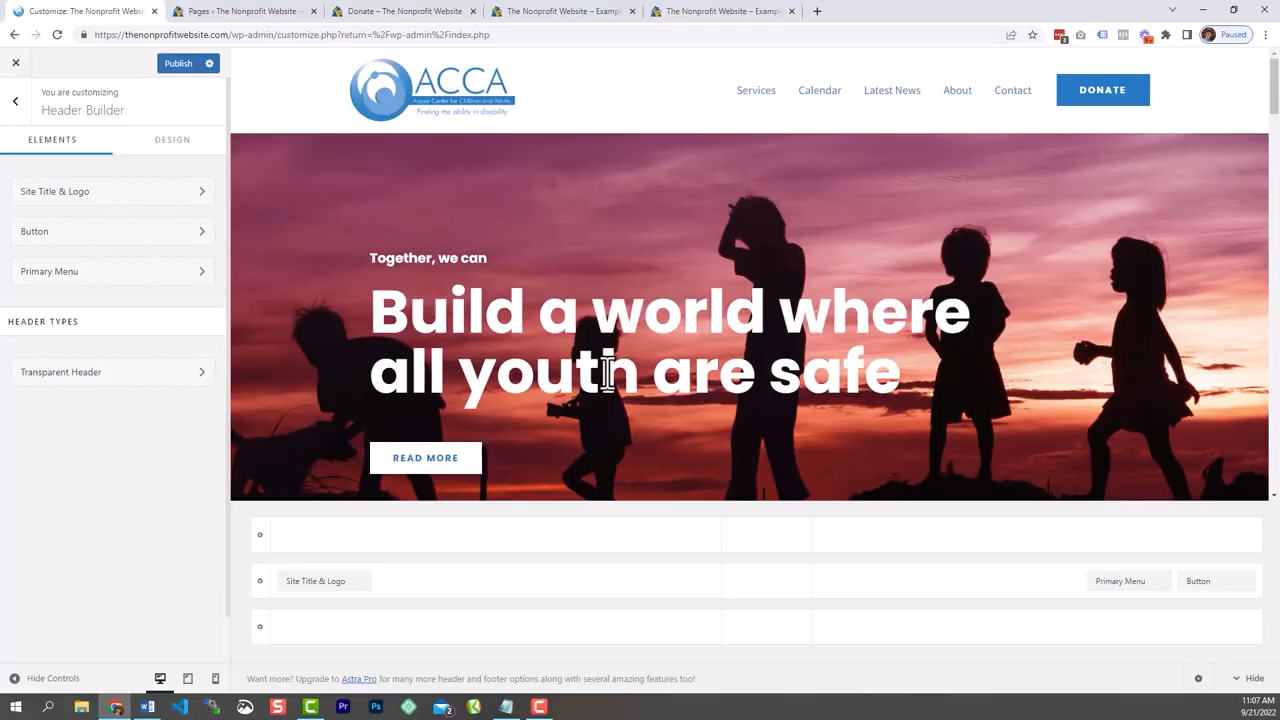 Customize: The Nonprofit Websi
Pages ‹ The Nonprofit Website —
Donate – The Nonprofit Website
The Nonprofit Website – Exampl
The Nonprofit Website – Exampl
https://thenonprofitwebsite.com/wp-admin/customize.php?return=%2Fwp-admin%2Findex.php
3
9+
Paused
Publish
You are customizing
Header Builder
ELEMENTS
DESIGN
Site Title & Logo
Button
Primary Menu
HEADER TYPES
Transparent Header
ACCA
Finding the ability in disability
Services
Calendar
Latest News
About
Contact
DONATE
Together, we can
Build a world where
all youth are safe
READ MORE
Site Title & Logo
Primary Menu
Button
Hide Controls
Want more? Upgrade to Astra Pro for many more header and footer options along with several amazing features too!
Hide
2
11:07 AM
9/21/2022